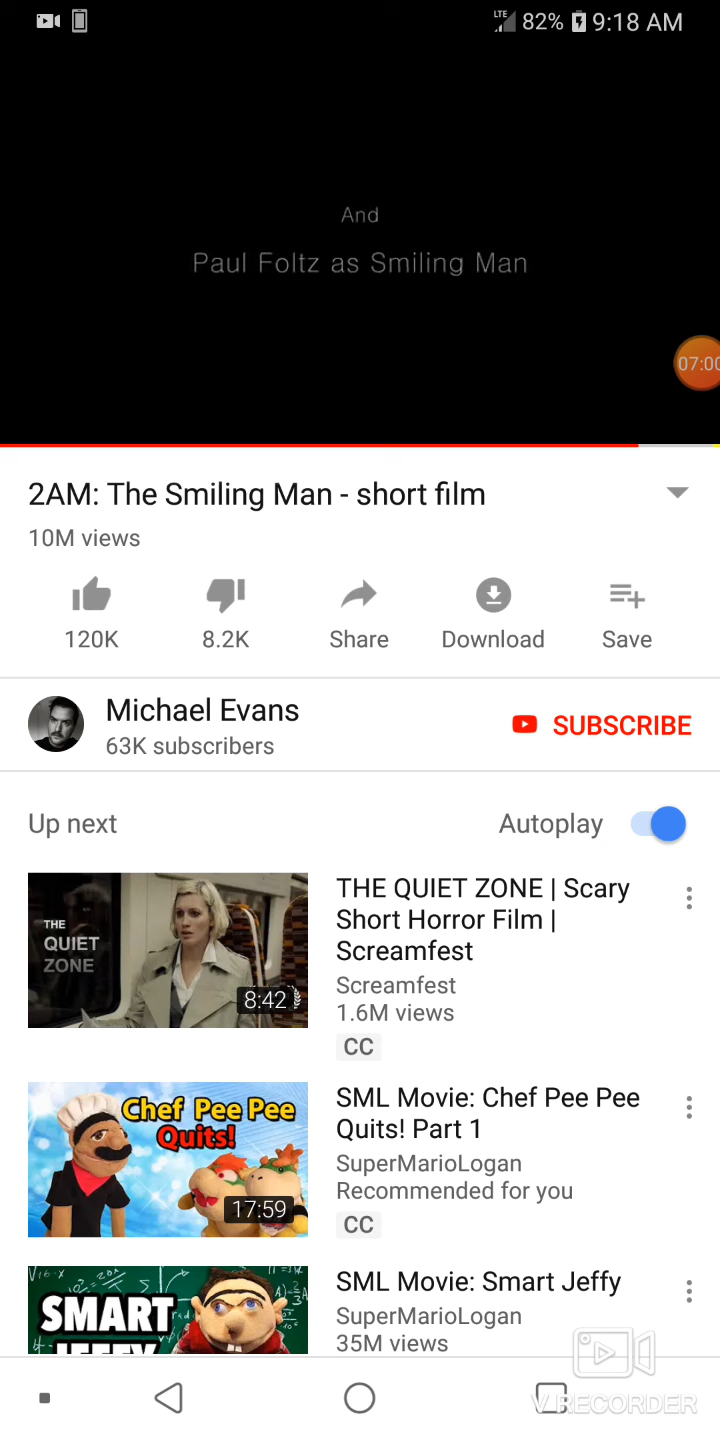 LTE 82% 9:18 AM
And
Paul Foltz as Smiling Man
07:00
2AM: The Smiling Man - short film
10M views
120K 8.2K Share Download Save
Michael Evans
63K subscribers
SUBSCRIBE
Up next Autoplay
THE
QUIET
ZONE
8:42
THE QUIET ZONE | Scary
Short Horror Film |
Screamfest
Screamfest
1.6M views
CC
Chef Pee Pee
Quits!
17:59
SML Movie: Chef Pee Pee
Quits! Part 1
SuperMarioLogan
Recommended for you
CC
SMART
JEFFY
SML Movie: Smart Jeffy
SuperMarioLogan
35M views
V RECORDER